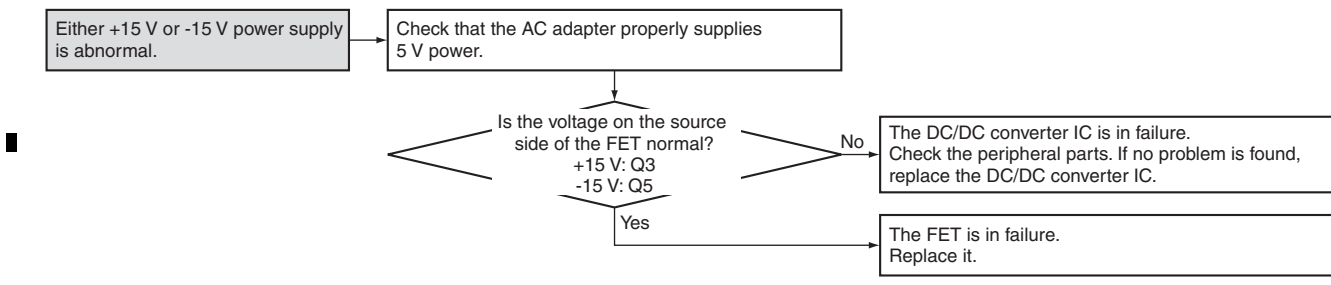 Either +15 V or -15 V power supply
is abnormal.
Check that the AC adapter properly supplies
5 V power.
Is the voltage on the source
side of the FET normal?
+15 V: Q3
-15 V: Q5
No
The DC/DC converter IC is in failure.
Check the peripheral parts. If no problem is found,
replace the DC/DC converter IC.
Yes
The FET is in failure.
Replace it.